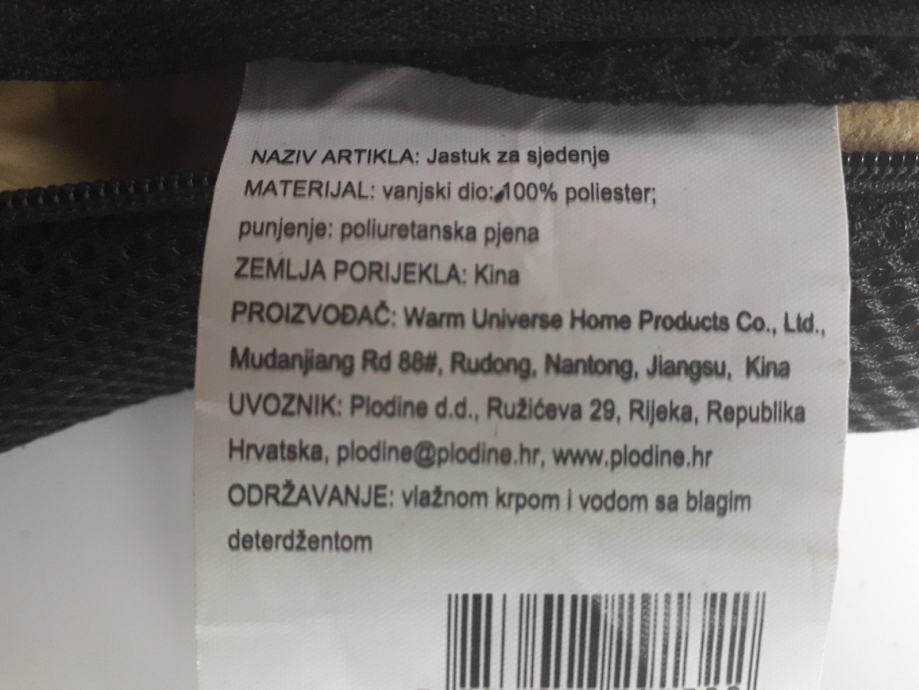 NAZIV ARTIKLA: Jastuk za sjedenje
MATERIJAL: vanjski dio: 100% poliester;
punjenje: poliuretanska pjena
ZEMLJA PORIJEKLA: Kina
PROIZVOĐAČ: Warm Universe Home Products Co., Ltd.,
Mudanjiang Rd 88#, Rudong, Nantong, Jiangsu, Kina
UVOZNIK: Plodine d.d., Ružićeva 29, Rijeka, Republika
Hrvatska, plodine@plodine.hr, www.plodine.hr
ODRŽAVANJE: vlažnom krpom i vodom sa blagim
deterdžentom